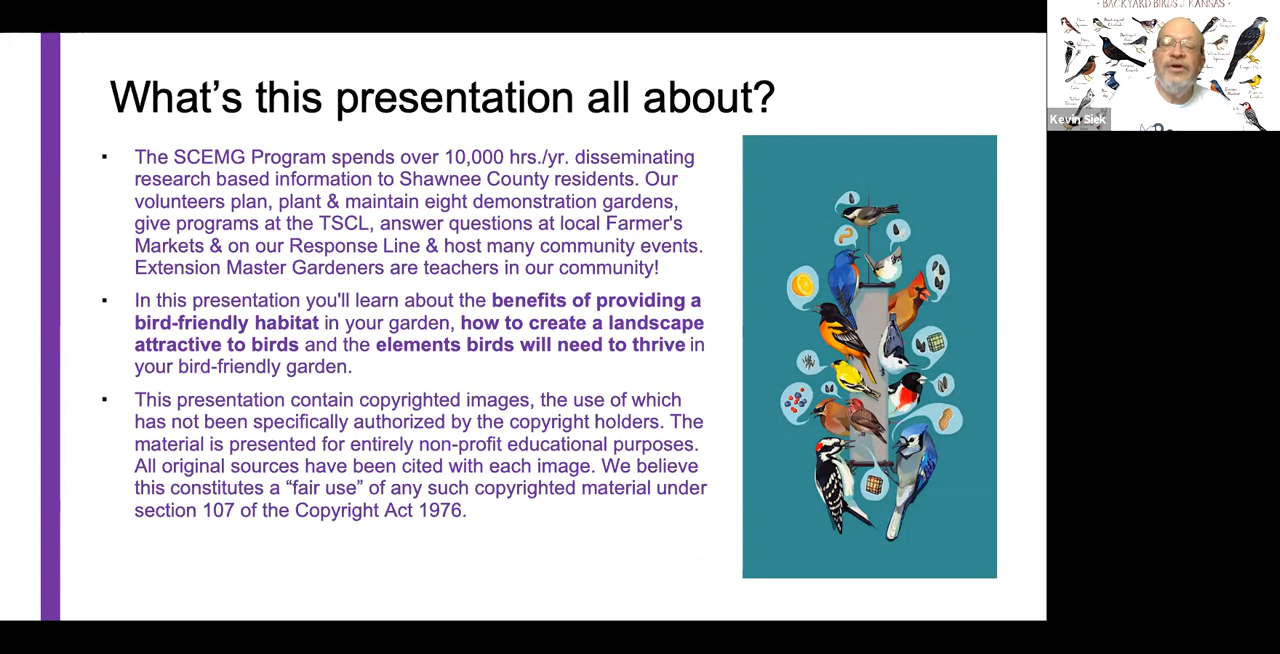 What's this presentation all about?
The SCEMG Program spends over 10,000 hrs./yr. disseminating
research based information to Shawnee County residents. Our
volunteers plan, plant & maintain eight demonstration gardens,
give programs at the TSCL, answer questions at local Farmer's
Markets & on our Response Line & host many community events.
Extension Master Gardeners are teachers in our community!
In this presentation you'll learn about the benefits of providing a
bird-friendly habitat in your garden, how to create a landscape
attractive to birds and the elements birds will need to thrive in
your bird-friendly garden.
This presentation contain copyrighted images, the use of which
has not been specifically authorized by the copyright holders. The
material is presented for entirely non-profit educational purposes.
All original sources have been cited with each image. We believe
this constitutes a “fair use” of any such copyrighted material under
section 107 of the Copyright Act 1976.
BACKYARD BIRDS of KANSAS
Kevin Siek